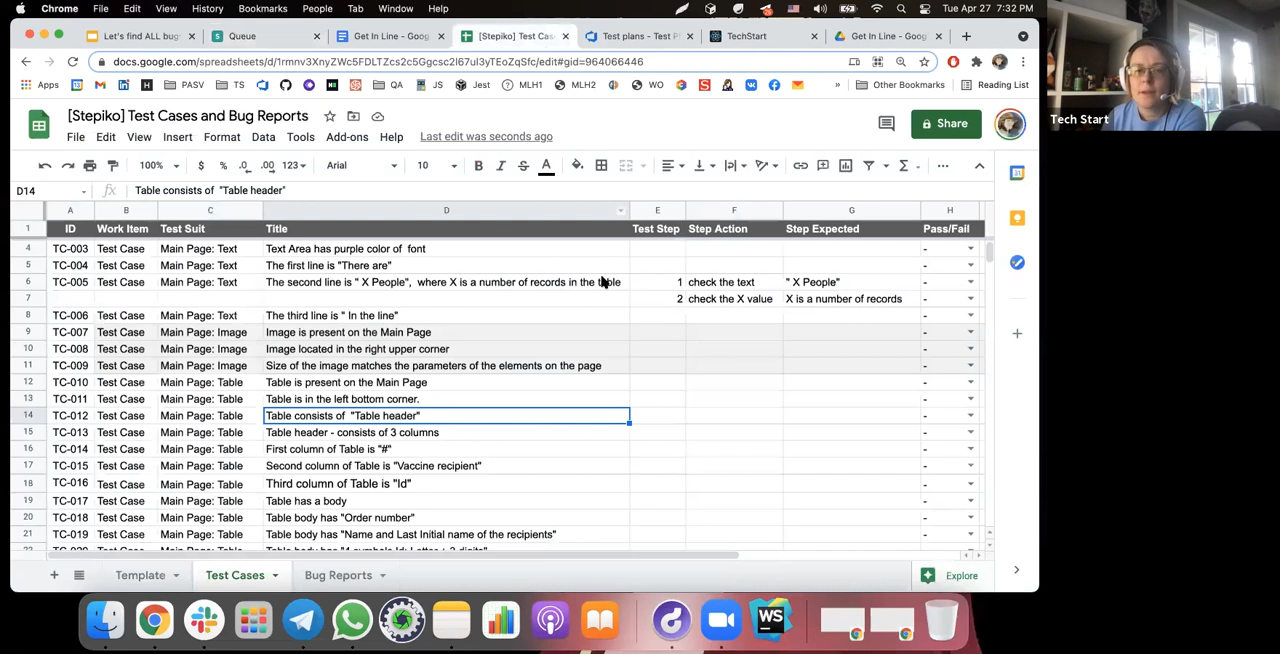 Chrome File Edit View History Bookmarks People Tab Window Help Tue Apr 27 7:32 PM
Let's find ALL bug Queue Get In Line - Goog [Stepiko] Test Cas Test plans - Test P TechStart Get In Line - Goog
docs.google.com/spreadsheets/d/1rmnv3XnyZWc5FDLTZcs2c5Ggcsc2l67uI3yTEoZqSfc/edit#gid=964066446
Apps PASV TS QA JS Jest MLH1 MLH2 WO Other Bookmarks Reading List
Tech Start
[Stepiko] Test Cases and Bug Reports
Share
File Edit View Insert Format Data Tools Add-ons Help Last edit was seconds ago
100% $ % .0 .00 123 Arial 10 B I S A
D14 fx Table consists of "Table header"
A B C D E F G H
1 ID Work Item Test Suit Title Test Step Step Action Step Expected Pass/Fail
4 TC-003 Test Case Main Page: Text Text Area has purple color of font -
5 TC-004 Test Case Main Page: Text The first line is "There are" -
6 TC-005 Test Case Main Page: Text The second line is " X People", where X is a number of records in the table 1 check the text " X People" -
7 2 check the X value X is a number of records -
8 TC-006 Test Case Main Page: Text The third line is " In the line" -
9 TC-007 Test Case Main Page: Image Image is present on the Main Page -
10 TC-008 Test Case Main Page: Image Image located in the right upper corner -
11 TC-009 Test Case Main Page: Image Size of the image matches the parameters of the elements on the page -
12 TC-010 Test Case Main Page: Table Table is present on the Main Page -
13 TC-011 Test Case Main Page: Table Table is in the left bottom corner. -
14 TC-012 Test Case Main Page: Table Table consists of "Table header" -
15 TC-013 Test Case Main Page: Table Table header - consists of 3 columns -
16 TC-014 Test Case Main Page: Table First column of Table is "#" -
17 TC-015 Test Case Main Page: Table Second column of Table is "Vaccine recipient" -
18 TC-016 Test Case Main Page: Table Third column of Table is "Id" -
19 TC-017 Test Case Main Page: Table Table has a body -
20 TC-018 Test Case Main Page: Table Table body has "Order number" -
21 TC-019 Test Case Main Page: Table Table body has "Name and Last Initial name of the recipients" -
Template Test Cases Bug Reports Explore
WS